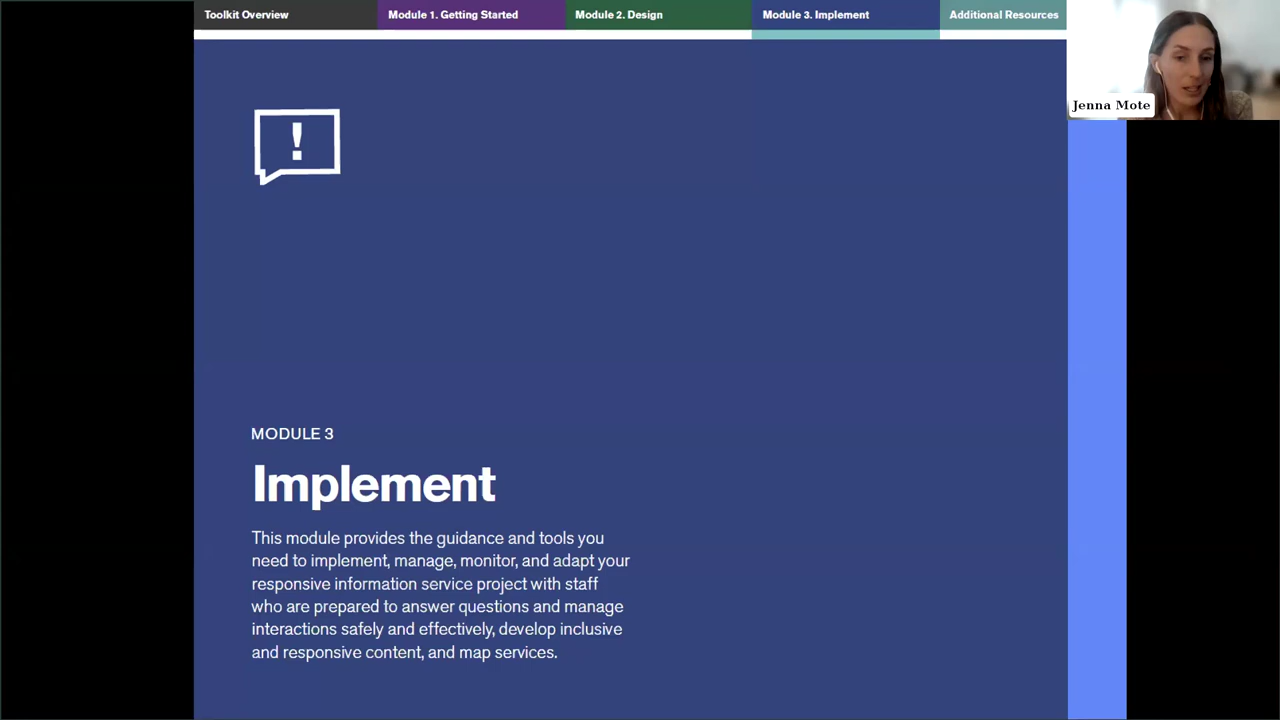 Toolkit Overview
Module 1. Getting Started
Module 2. Design
Module 3. Implement
Additional Resources
Jenna Mote
!
MODULE 3
Implement
This module provides the guidance and tools you
need to implement, manage, monitor, and adapt your
responsive information service project with staff
who are prepared to answer questions and manage
interactions safely and effectively, develop inclusive
and responsive content, and map services.